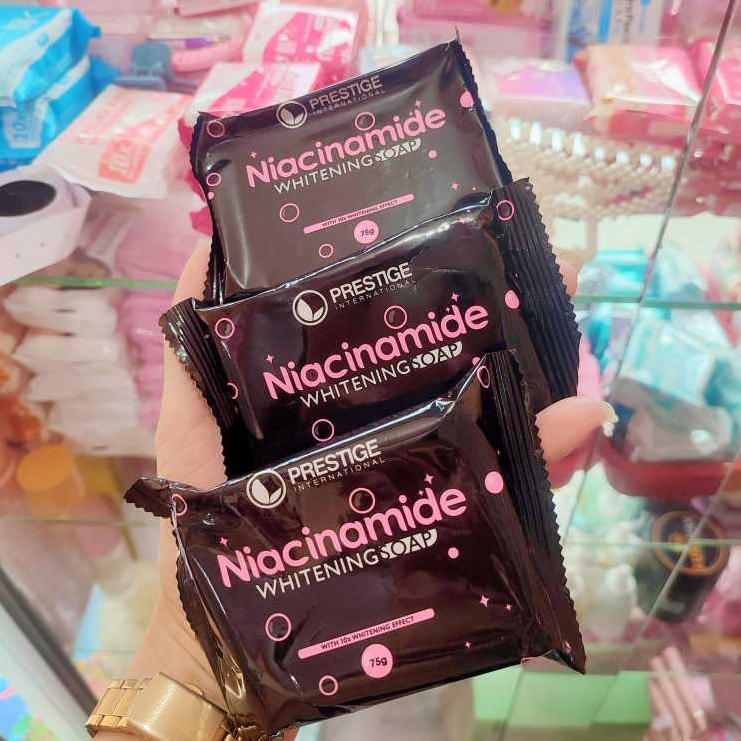 PRESTIGE
INTERNATIONAL
Niacinamide
WHITENING SOAP
WITH 10x WHITENING EFFECT
75g
PRESTIGE
INTERNATIONAL
Niacinamide
WHITENING SOAP
PRESTIGE
INTERNATIONAL
Niacinamide
WHITENING SOAP
WITH 10x WHITENING EFFECT
75g